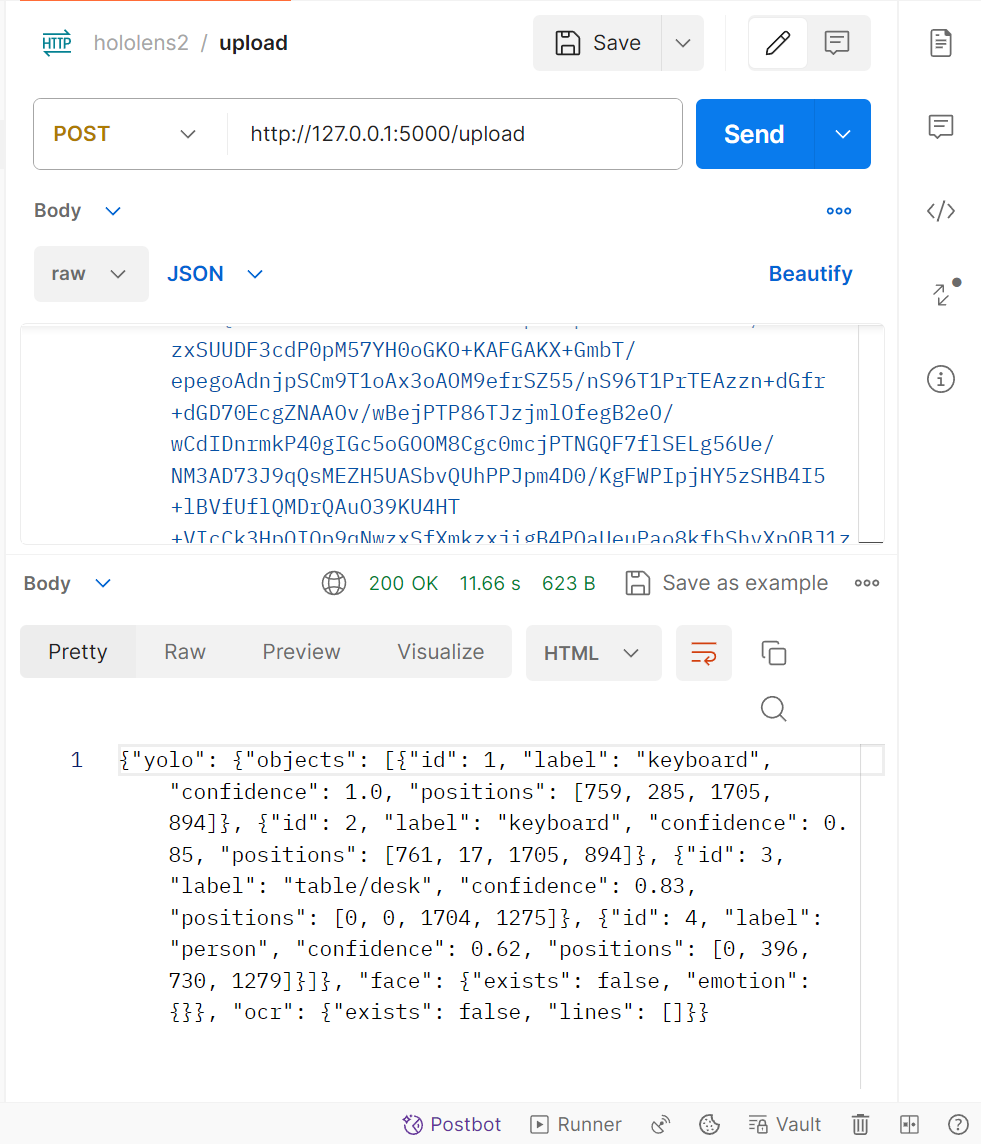 HTTP hololens2 / upload
Save
POST
http://127.0.0.1:5000/upload
Send
Body
raw
JSON
Beautify
zxSUUDF3cdP0pM57YH0oGKO+KAFGAKX+GmbT/
epegoAdnjpSCm9T1oAx3oAOM9efrSZ55/nS96T1PrTEAzzn+dGfr
+dGD70EcgZNAAOv/wBejPTP86TJzjmlOfegB2eO/
wCdIDnrmkP40gIGc5oGOOM8Cgc0mcjPTNGQF7flSELg56Ue/
NM3AD73J9qQsMEZH5UASbvQUhPPJpm4D0/KgFWPIpjHY5zSHB4I5
+lBVfUflQMDrQAuO39KU4HT
Body
200 OK 11.66 s 623 B
Save as example
Pretty
Raw
Preview
Visualize
HTML
1
{"yolo": {"objects": [{"id": 1, "label": "keyboard",
"confidence": 1.0, "positions": [759, 285, 1705,
894]}, {"id": 2, "label": "keyboard", "confidence": 0.
85, "positions": [761, 17, 1705, 894]}, {"id": 3,
"label": "table/desk", "confidence": 0.83,
"positions": [0, 0, 1704, 1275]}, {"id": 4, "label":
"person", "confidence": 0.62, "positions": [0, 396,
730, 1279]}]}, "face": {"exists": false, "emotion":
{}}, "ocr": {"exists": false, "lines": []}}
Postbot
Runner
Vault